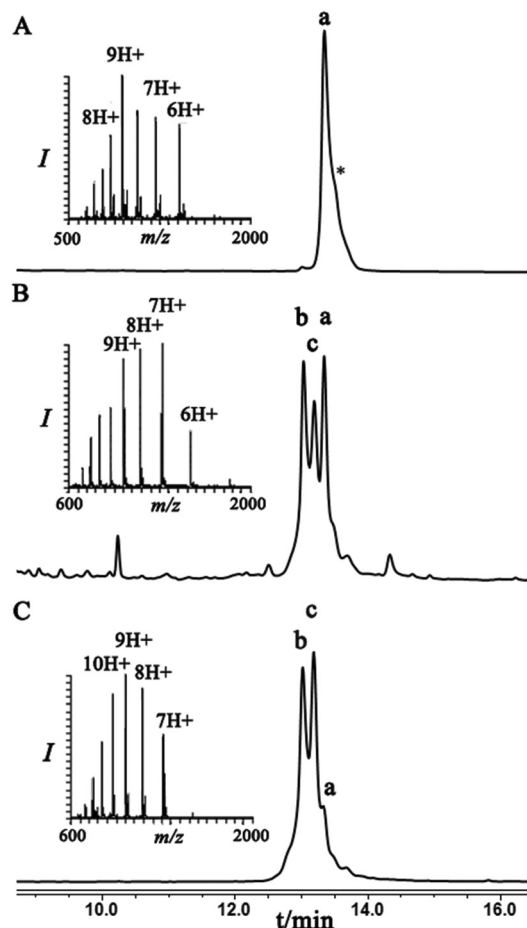 A
a
9H+
7H+
8H+
6H+
*
I
500
m/z
2000
B
7H+
b
a
8H+
c
9H+
6H+
I
600
m/z
2000
C
c
9H+
b
10H+
8H+
7H+
a
I
600
m/z
2000
10.0 12.0 14.0 16.0
t/min